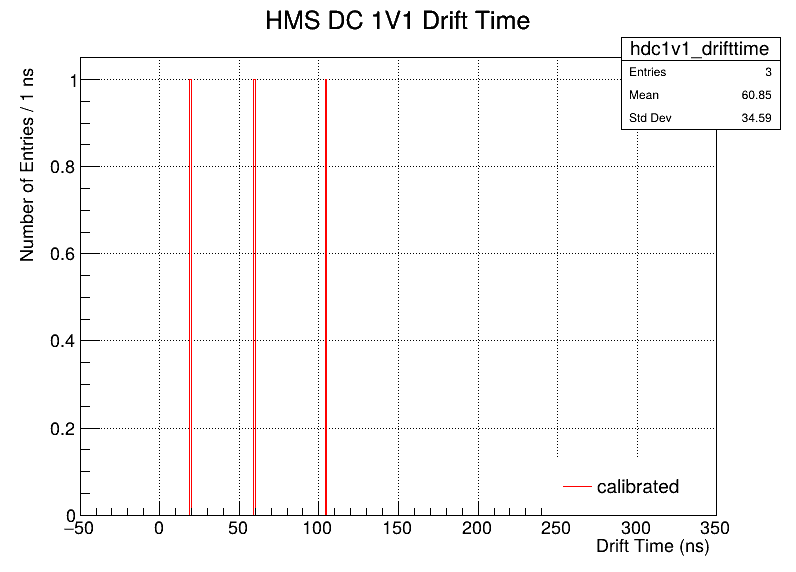 HMS DC 1V1 Drift Time
hdc1v1_drifttime
Entries 3
Mean 60.85
Std Dev 34.59
Number of Entries / 1 ns
1
0.8
0.6
0.4
0.2
0
calibrated
−50 0 50 100 150 200 250 300 350
Drift Time (ns)